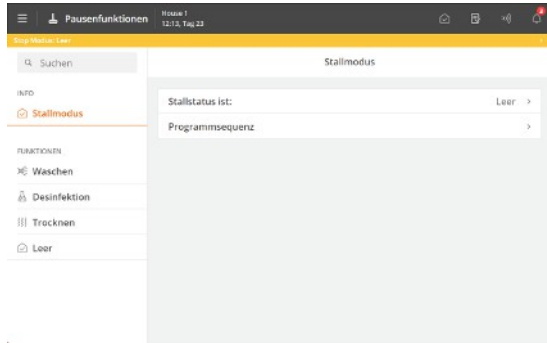 Pausenfunktionen
House 1
12:13, Tag 23
Stop Modus: Leer
Suchen
Stallmodus
INFO
Stallmodus
Stallstatus ist: Leer
Programmsequenz
FUNKTIONEN
Waschen
Desinfektion
Trocknen
Leer